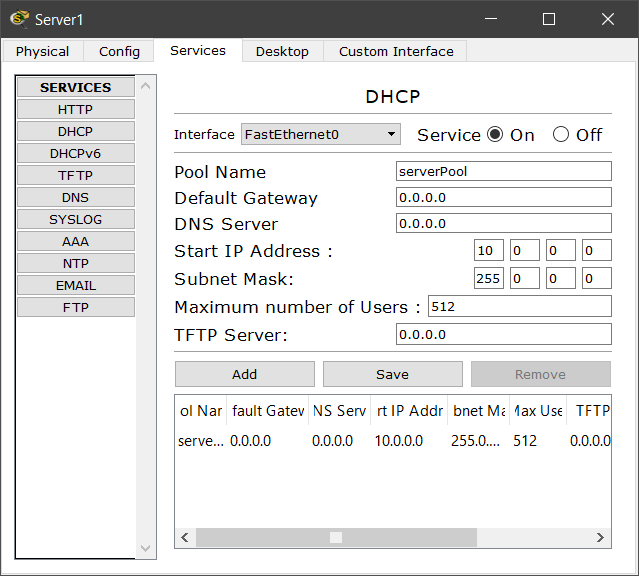 Server1
Physical Config Services Desktop Custom Interface
SERVICES
HTTP
DHCP
DHCPv6
TFTP
DNS
SYSLOG
AAA
NTP
EMAIL
FTP
DHCP
Interface FastEthernet0 Service On Off
Pool Name serverPool
Default Gateway 0.0.0.0
DNS Server 0.0.0.0
Start IP Address : 10 0 0 0
Subnet Mask: 255 0 0 0
Maximum number of Users : 512
TFTP Server: 0.0.0.0
Add Save Remove
ol Nar fault Gatew NS Serv rt IP Addr bnet Ma Max Use TFTP
serve... 0.0.0.0 0.0.0.0 10.0.0.0 255.0.... 512 0.0.0.0